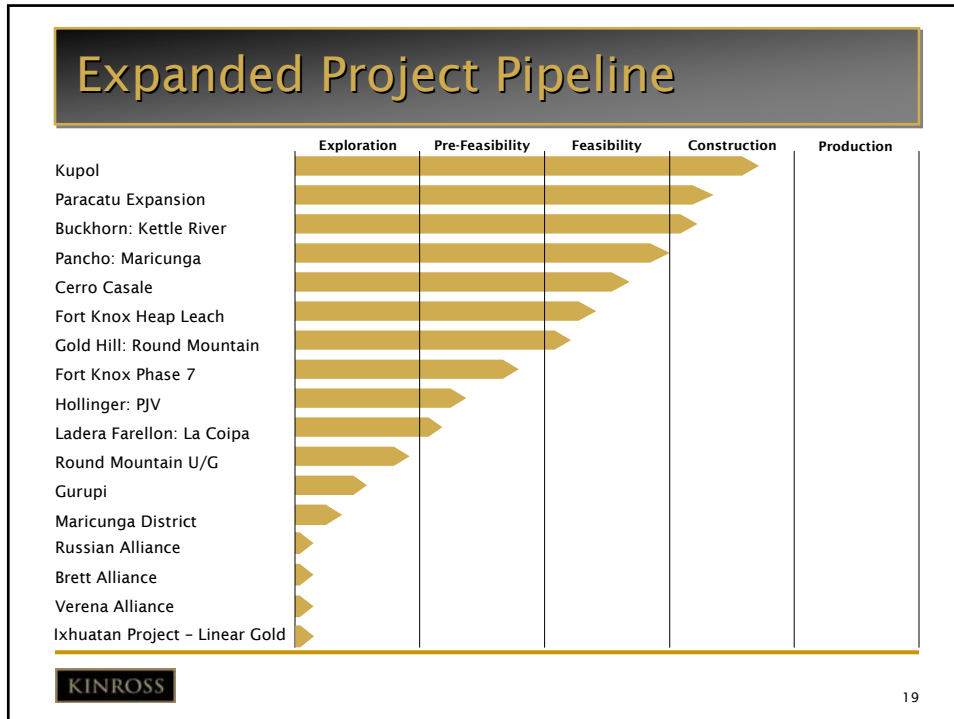 Expanded Project Pipeline
Exploration Pre-Feasibility Feasibility Construction Production
Kupol
Paracatu Expansion
Buckhorn: Kettle River
Pancho: Maricunga
Cerro Casale
Fort Knox Heap Leach
Gold Hill: Round Mountain
Fort Knox Phase 7
Hollinger: PJV
Ladera Farellon: La Coipa
Round Mountain U/G
Gurupi
Maricunga District
Russian Alliance
Brett Alliance
Verena Alliance
Ixhuatan Project – Linear Gold
KINROSS
19